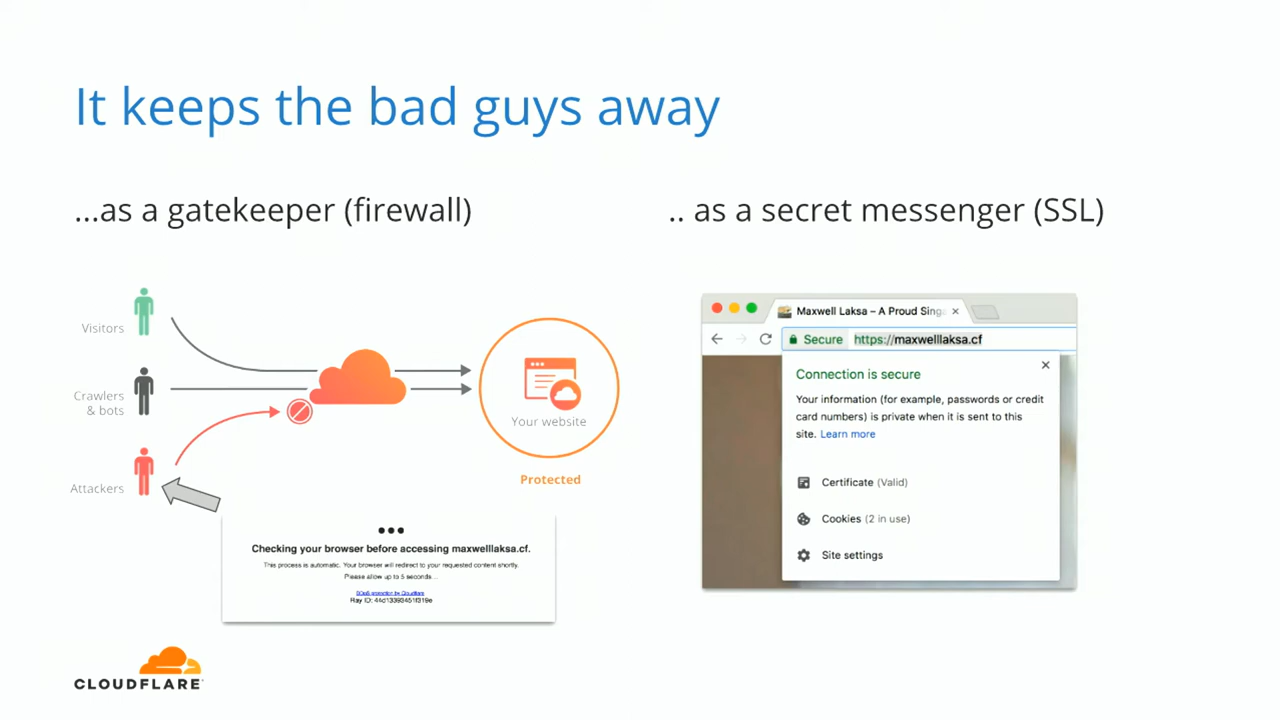 It keeps the bad guys away
...as a gatekeeper (firewall)
.. as a secret messenger (SSL)
Visitors
Crawlers
& bots
Attackers
Your website
Protected
Checking your browser before accessing maxwelllaksa.cf.
This process is automatic. Your browser will redirect to your requested content shortly.
Please allow up to 5 seconds...
DDoS protection by Cloudflare
Maxwell Laksa – A Proud Sing
Secure https://maxwelllaksa.cf
Connection is secure
Your information (for example, passwords or credit
card numbers) is private when it is sent to this
site. Learn more
Certificate (Valid)
Cookies (2 in use)
Site settings
CLOUDFLARE